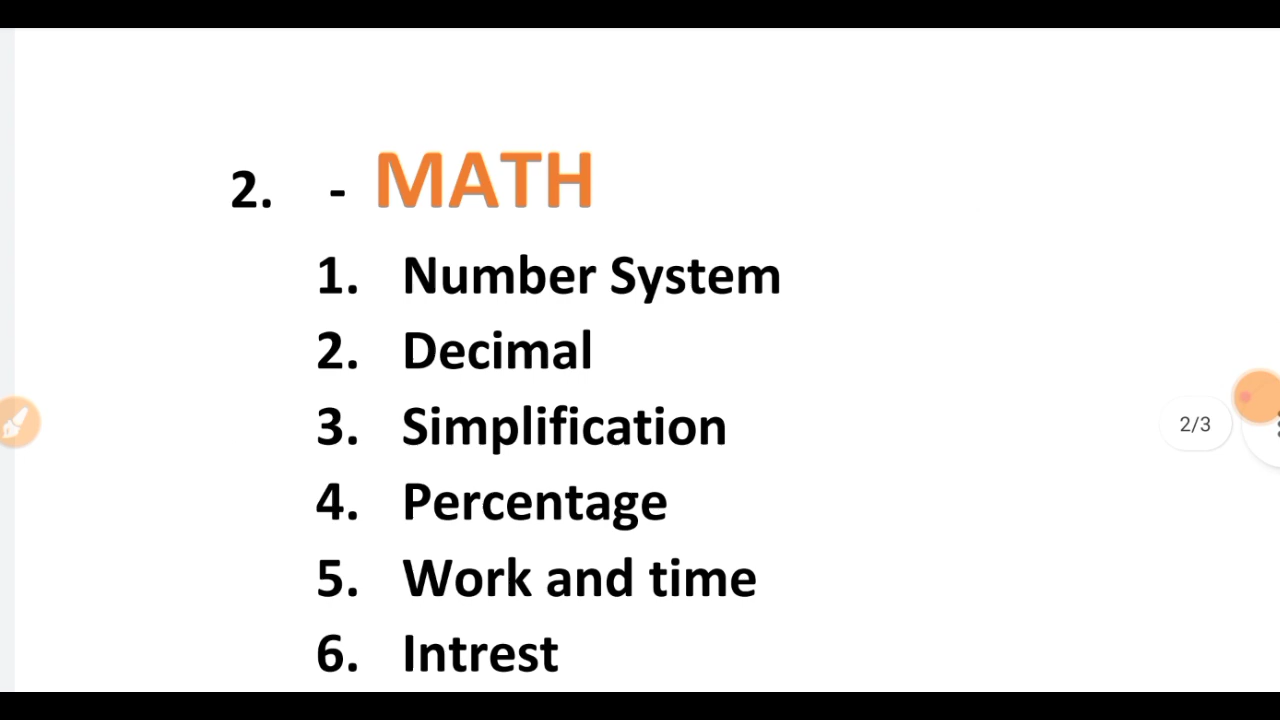 2. - MATH
1. Number System
2. Decimal
3. Simplification
2/3
4. Percentage
5. Work and time
6. Intrest